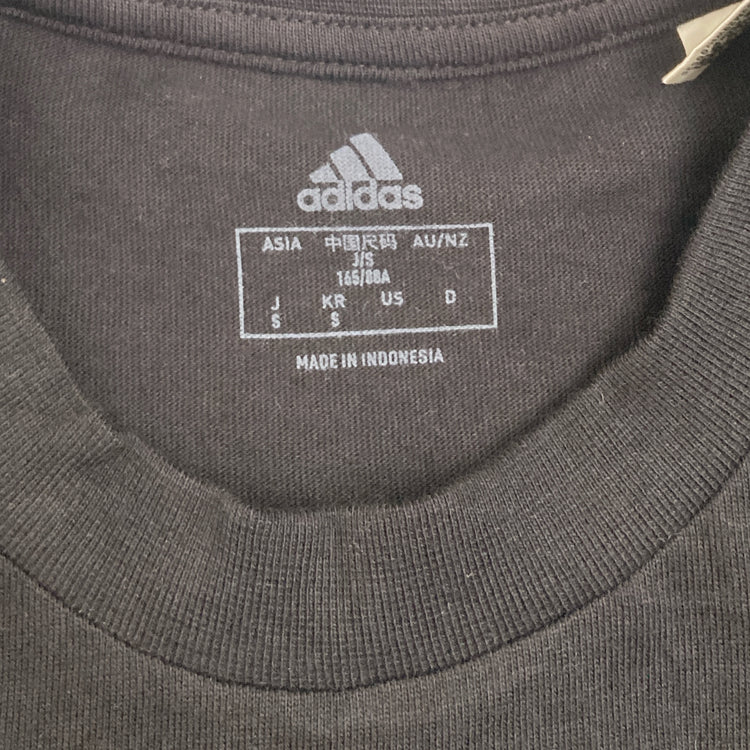 adidas
ASIA 中国尺码 AU/NZ
J/S
165/88A
J KR US D
S S
MADE IN INDONESIA